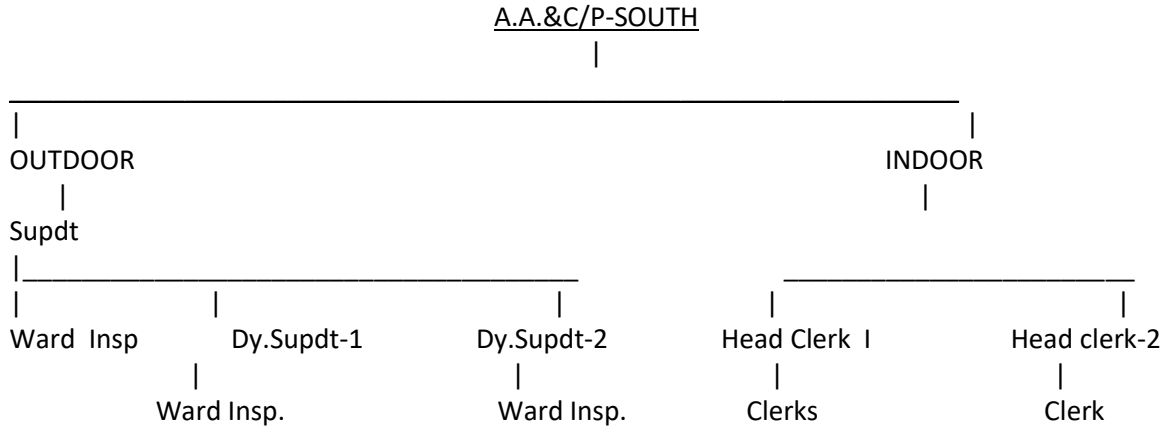 A.A.&C/P-SOUTH
OUTDOOR INDOOR
Supdt
Ward Insp Dy.Supdt-1 Dy.Supdt-2 Head Clerk I Head clerk-2
Ward Insp. Ward Insp. Clerks Clerk